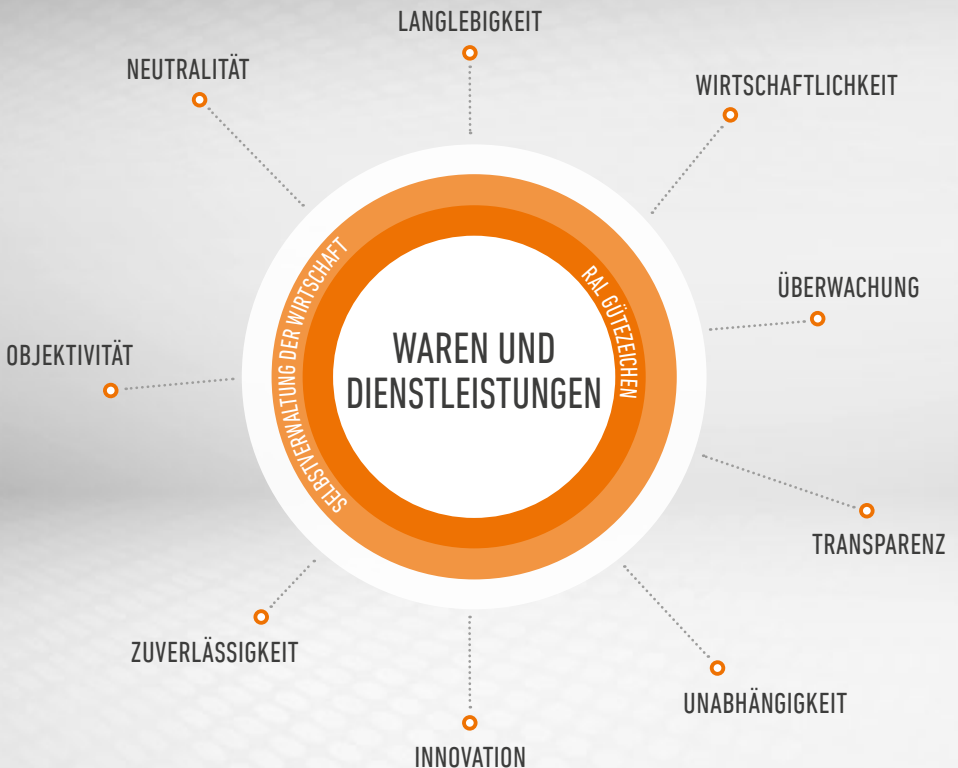 LANGLEBIGKEIT
NEUTRALITÄT
WIRTSCHAFTLICHKEIT
SELBSTVERWALTUNG DER WIRTSCHAFT
RAL GÜTEZEICHEN
ÜBERWACHUNG
WAREN UND
DIENSTLEISTUNGEN
OBJEKTIVITÄT
TRANSPARENZ
ZUVERLÄSSIGKEIT
UNABHÄNGIGKEIT
INNOVATION